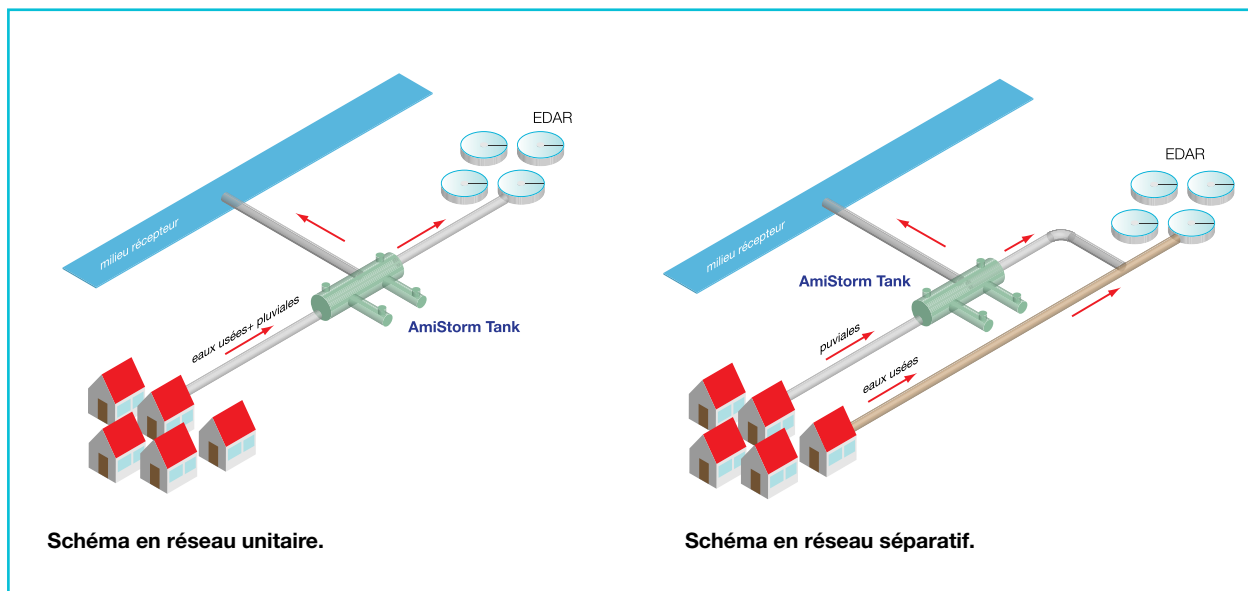 EDAR
milieu récepteur
eaux usées+ pluviales
AmiStorm Tank
Schéma en réseau unitaire.
EDAR
milieu récepteur
AmiStorm Tank
puviales
eaux usées
Schéma en réseau séparatif.